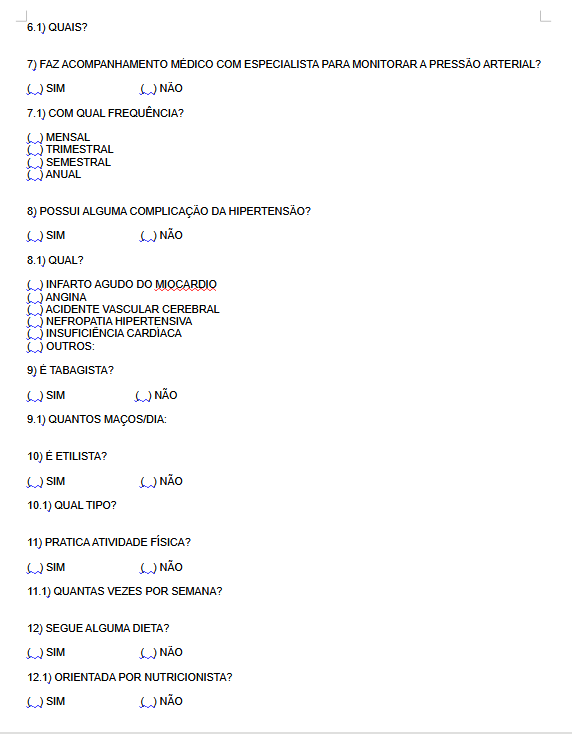 6.1) QUAIS?
7) FAZ ACOMPANHAMENTO MÉDICO COM ESPECIALISTA PARA MONITORAR A PRESSÃO ARTERIAL?
( ) SIM ( ) NÃO
7.1) COM QUAL FREQUÊNCIA?
( ) MENSAL
( ) TRIMESTRAL
( ) SEMESTRAL
( ) ANUAL
8) POSSUI ALGUMA COMPLICAÇÃO DA HIPERTENSÃO?
( ) SIM ( ) NÃO
8.1) QUAL?
( ) INFARTO AGUDO DO MIOCARDIO
( ) ANGINA
( ) ACIDENTE VASCULAR CEREBRAL
( ) NEFROPATIA HIPERTENSIVA
( ) INSUFICIÊNCIA CARDÍACA
( ) OUTROS:
9) É TABAGISTA?
( ) SIM ( ) NÃO
9.1) QUANTOS MAÇOS/DIA:
10) É ETILISTA?
( ) SIM ( ) NÃO
10.1) QUAL TIPO?
11) PRATICA ATIVIDADE FÍSICA?
( ) SIM ( ) NÃO
11.1) QUANTAS VEZES POR SEMANA?
12) SEGUE ALGUMA DIETA?
( ) SIM ( ) NÃO
12.1) ORIENTADA POR NUTRICIONISTA?
( ) SIM ( ) NÃO